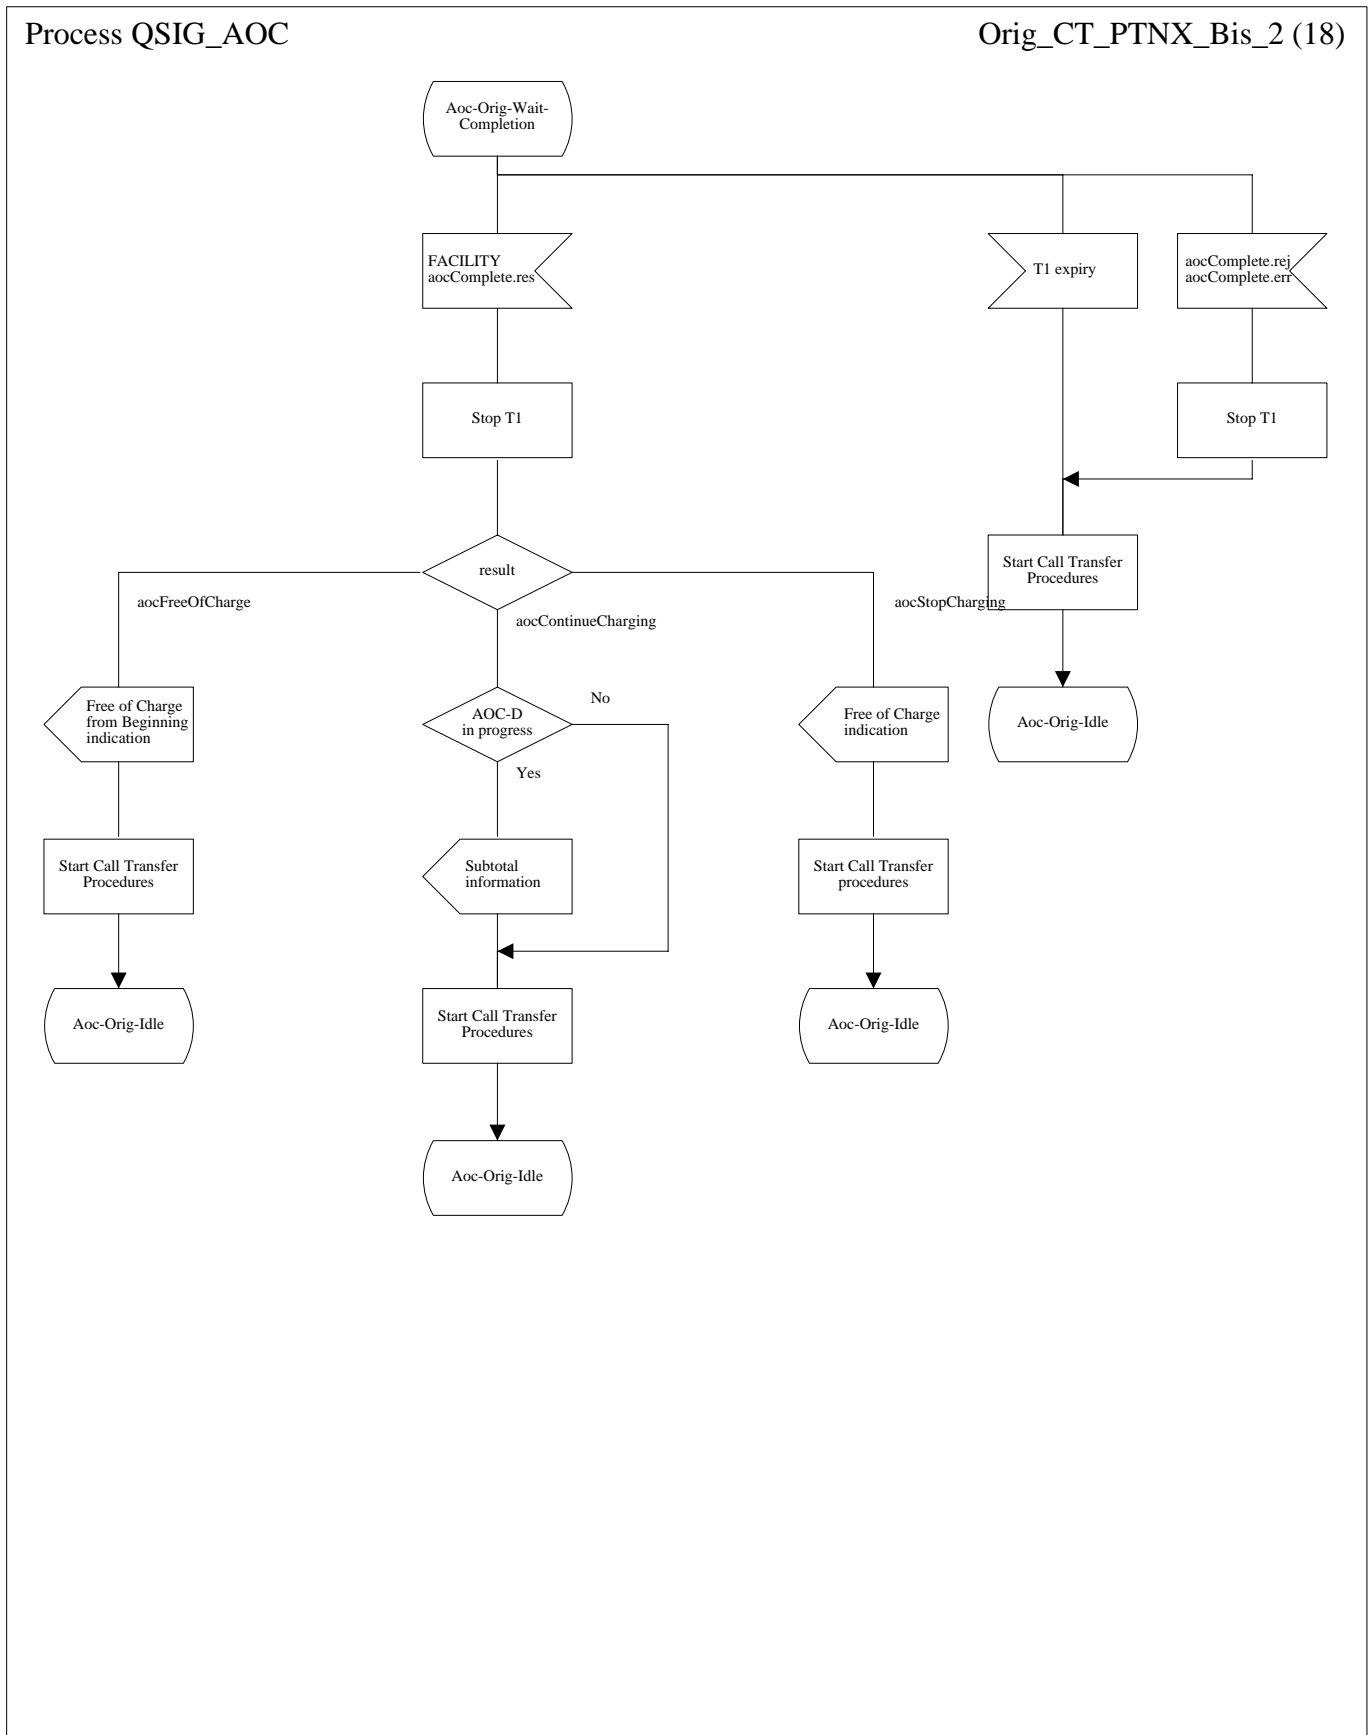 Process QSIG_AOC
Orig_CT_PTNX_Bis_2 (18)
Aoc-Orig-Wait-
Completion
FACILITY
aocComplete.res
T1 expiry
aocComplete.rej
aocComplete.err
Stop T1
Stop T1
result
Start Call Transfer
Procedures
aocFreeOfCharge
aocContinueCharging
aocStopCharging
Free of Charge
from Beginning
indication
AOC-D
in progress
No
Yes
Free of Charge
indication
Aoc-Orig-Idle
Start Call Transfer
Procedures
Subtotal
information
Start Call Transfer
procedures
Aoc-Orig-Idle
Start Call Transfer
Procedures
Aoc-Orig-Idle
Aoc-Orig-Idle